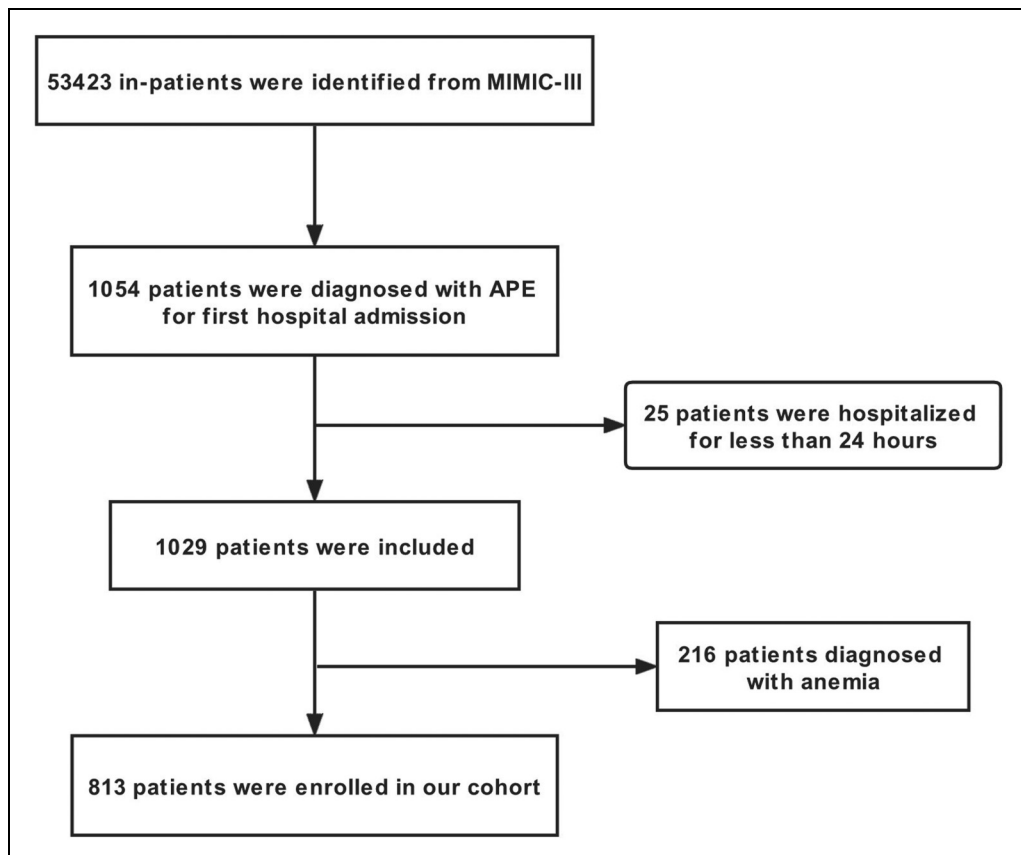 53423 in-patients were identified from MIMIC-III
1054 patients were diagnosed with APE
for first hospital admission
25 patients were hospitalized
for less than 24 hours
1029 patients were included
216 patients diagnosed
with anemia
813 patients were enrolled in our cohort